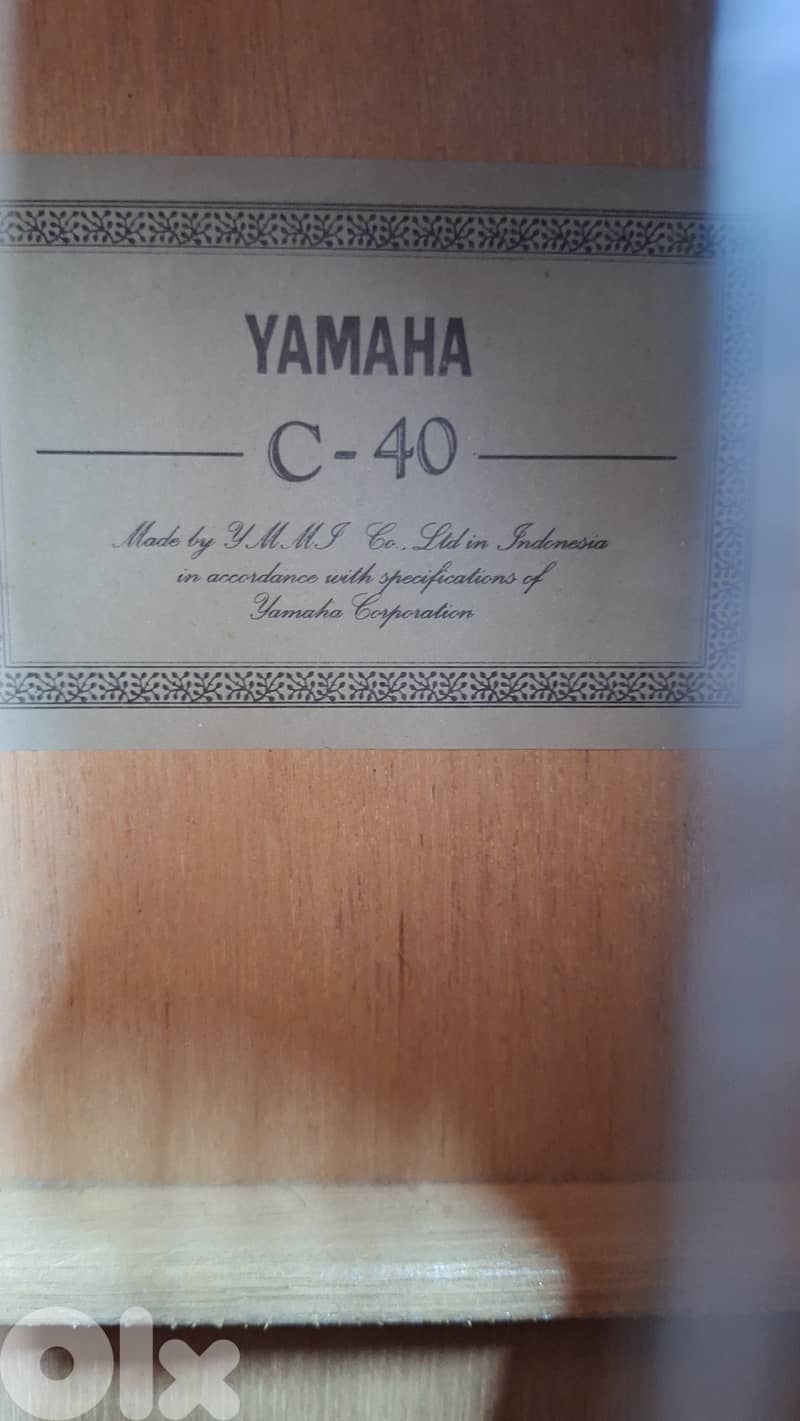 YAMAHA
C-40
Made by YMMI Co., Ltd in Indonesia
in accordance with specifications of
Yamaha Corporation
olx